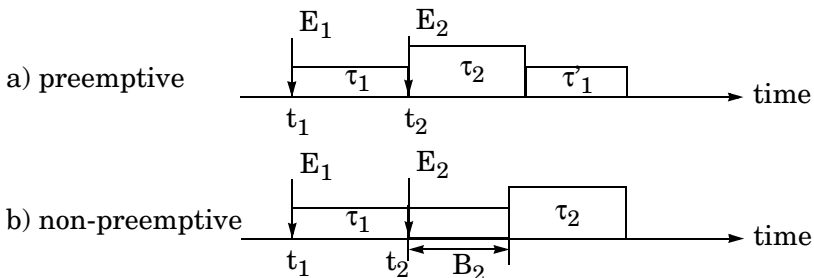 E1 E2
a) preemptive τ1 τ2 τ'1 time
t1 t2
E1 E2
b) non-preemptive τ1 τ2 time
t1 t2 B2